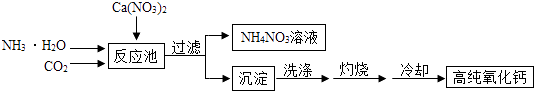 Ca(NO3)2
NH3 ·H2O
CO2
反应池
过滤
NH4NO3溶液
沉淀
洗涤
灼烧
冷却
高纯氧化钙